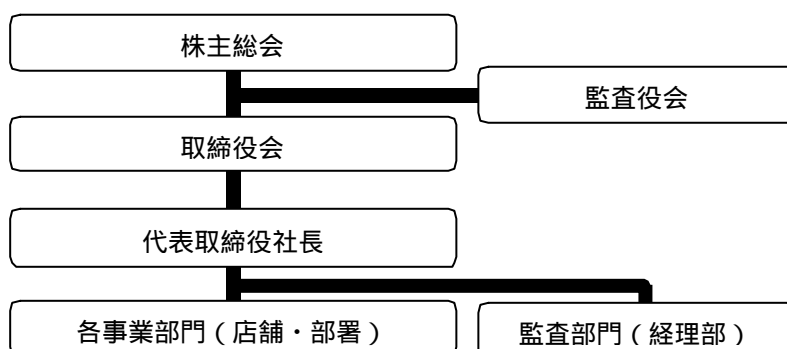 株主総会
監査役会
取締役会
代表取締役社長
各事業部門（店舗・部署）
監査部門（経理部）